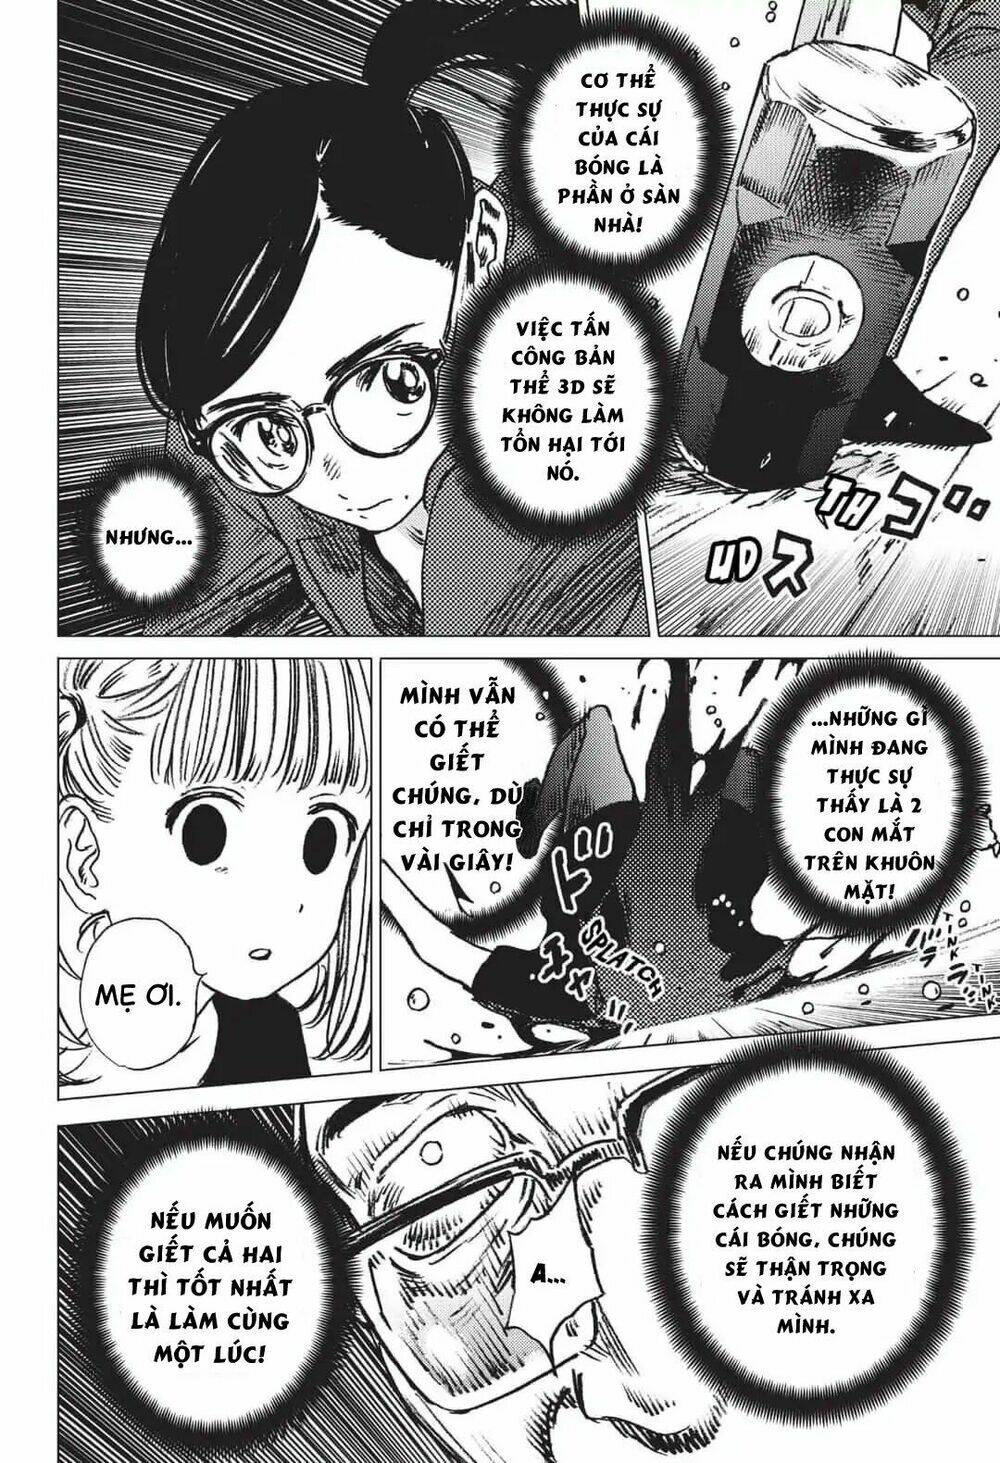 CƠ THỂ
THỰC SỰ
CỦA CÁI
BÓNG LÀ
PHẦN Ở SÀN
NHÀ!
VIỆC TẤN
CÔNG BẢN
THỂ 3D SẼ
KHÔNG LÀM
TỔN HẠI TỚI
NÓ.
NHƯNG...
TH
UD
ゴ
ス
...NHỮNG GÌ
MÌNH ĐANG
THỰC SỰ
THẤY LÀ 2
CON MẮT
TRÊN KHUÔN
MẶT!
MÌNH VẪN
CÓ THỂ
GIẾT
CHÚNG, DÙ
CHỈ TRONG
VÀI GIÂY!
SPLATCH
TINK
TINK
MẸ ƠI.
NẾU CHÚNG NHẬN
RA MÌNH BIẾT
CÁCH GIẾT NHỮNG
CÁI BÓNG, CHÚNG
SẼ THẬN TRỌNG
VÀ TRÁNH XA
MÌNH.
A...
NẾU MUỐN
GIẾT CẢ HAI
THÌ TỐT NHẤT
LÀ LÀM CÙNG
MỘT LÚC!